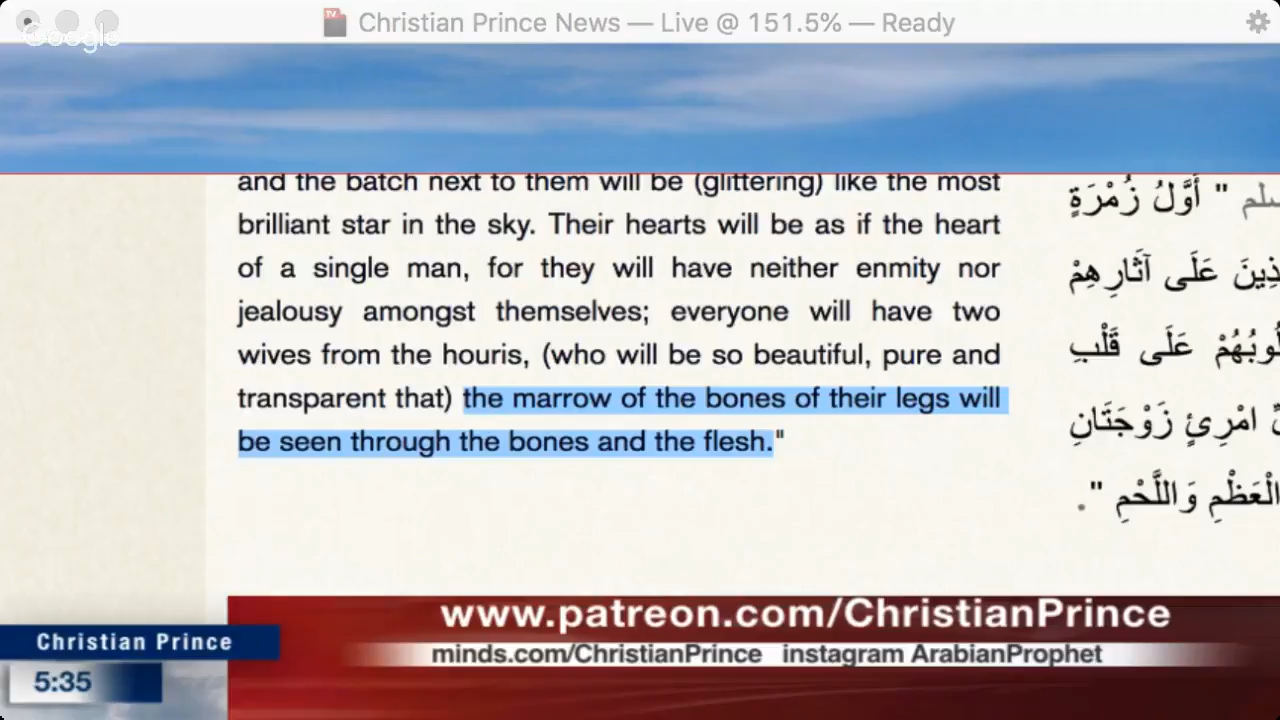 Christian Prince News — Live @ 151.5% — Ready
Google
and the batch next to them will be (glittering) like the most
brilliant star in the sky. Their hearts will be as if the heart
of a single man, for they will have neither enmity nor
jealousy amongst themselves; everyone will have two
wives from the houris, (who will be so beautiful, pure and
transparent that) the marrow of the bones of their legs will
be seen through the bones and the flesh."
" أَوَّلُ زُمْرَةٍ
عَلَى آثَارِهِمْ
عَلَى قَلْبِ
امْرِئٍ زَوْجَتَانِ
الْعَظْمِ وَاللَّحْمِ ".
www.patreon.com/ChristianPrince
Christian Prince
minds.com/ChristianPrince instagram ArabianProphet
5:35